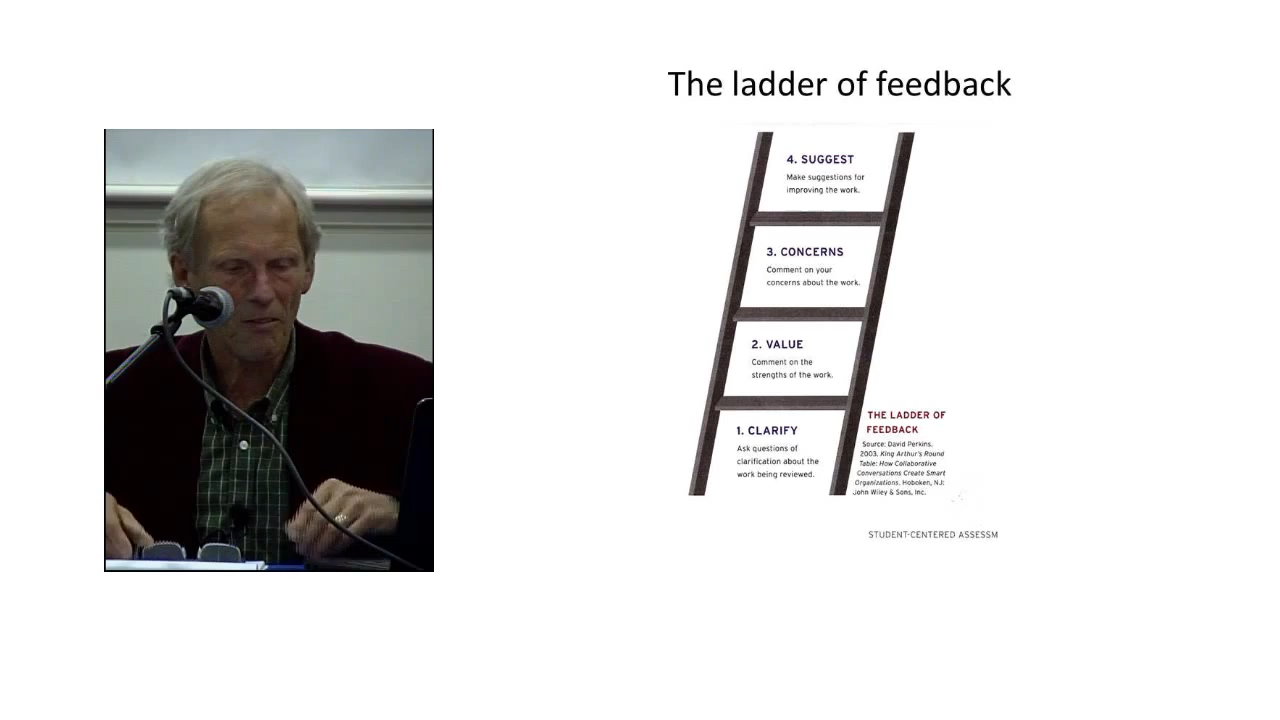 The ladder of feedback
4. SUGGEST
Make suggestions for
improving the work.
3. CONCERNS
Comment on your
concerns about the work.
2. VALUE
Comment on the
strengths of the work.
1. CLARIFY
Ask questions of
clarification about the
work being reviewed.
THE LADDER OF
FEEDBACK
Source: David Perkins.
2003. King Arthur's Round
Table: How Collaborative
Conversations Create Smart
Organizations. Hoboken, NJ:
John Wiley & Sons, Inc.
STUDENT-CENTERED ASSESSM